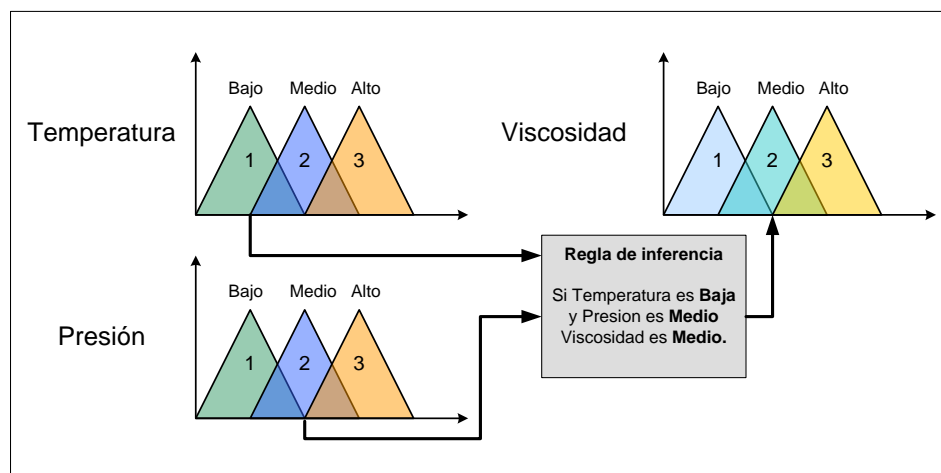 Bajo Medio Alto
Temperatura
1 2 3
Bajo Medio Alto
Viscosidad
1 2 3
Bajo Medio Alto
Presión
1 2 3
Regla de inferencia
Si Temperatura es Baja
y Presion es Medio
Viscosidad es Medio.